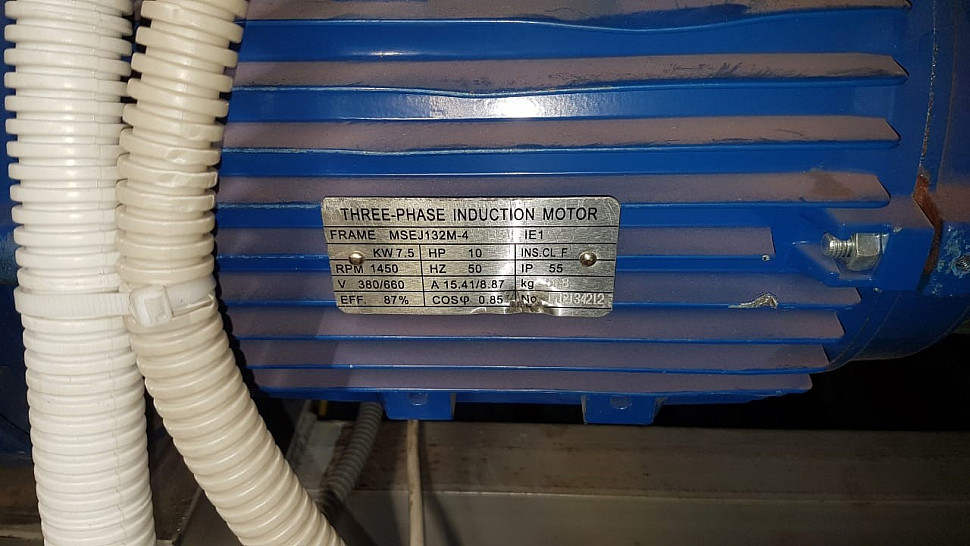 THREE-PHASE INDUCTION MOTOR
FRAME MSEJ132M-4 IE1
KW 7.5 HP 10 INS.CL F
RPM 1450 HZ 50 IP 55
V 380/660 A 15.41/8.87 kg
EFF. 87% COSφ 0.85 No.